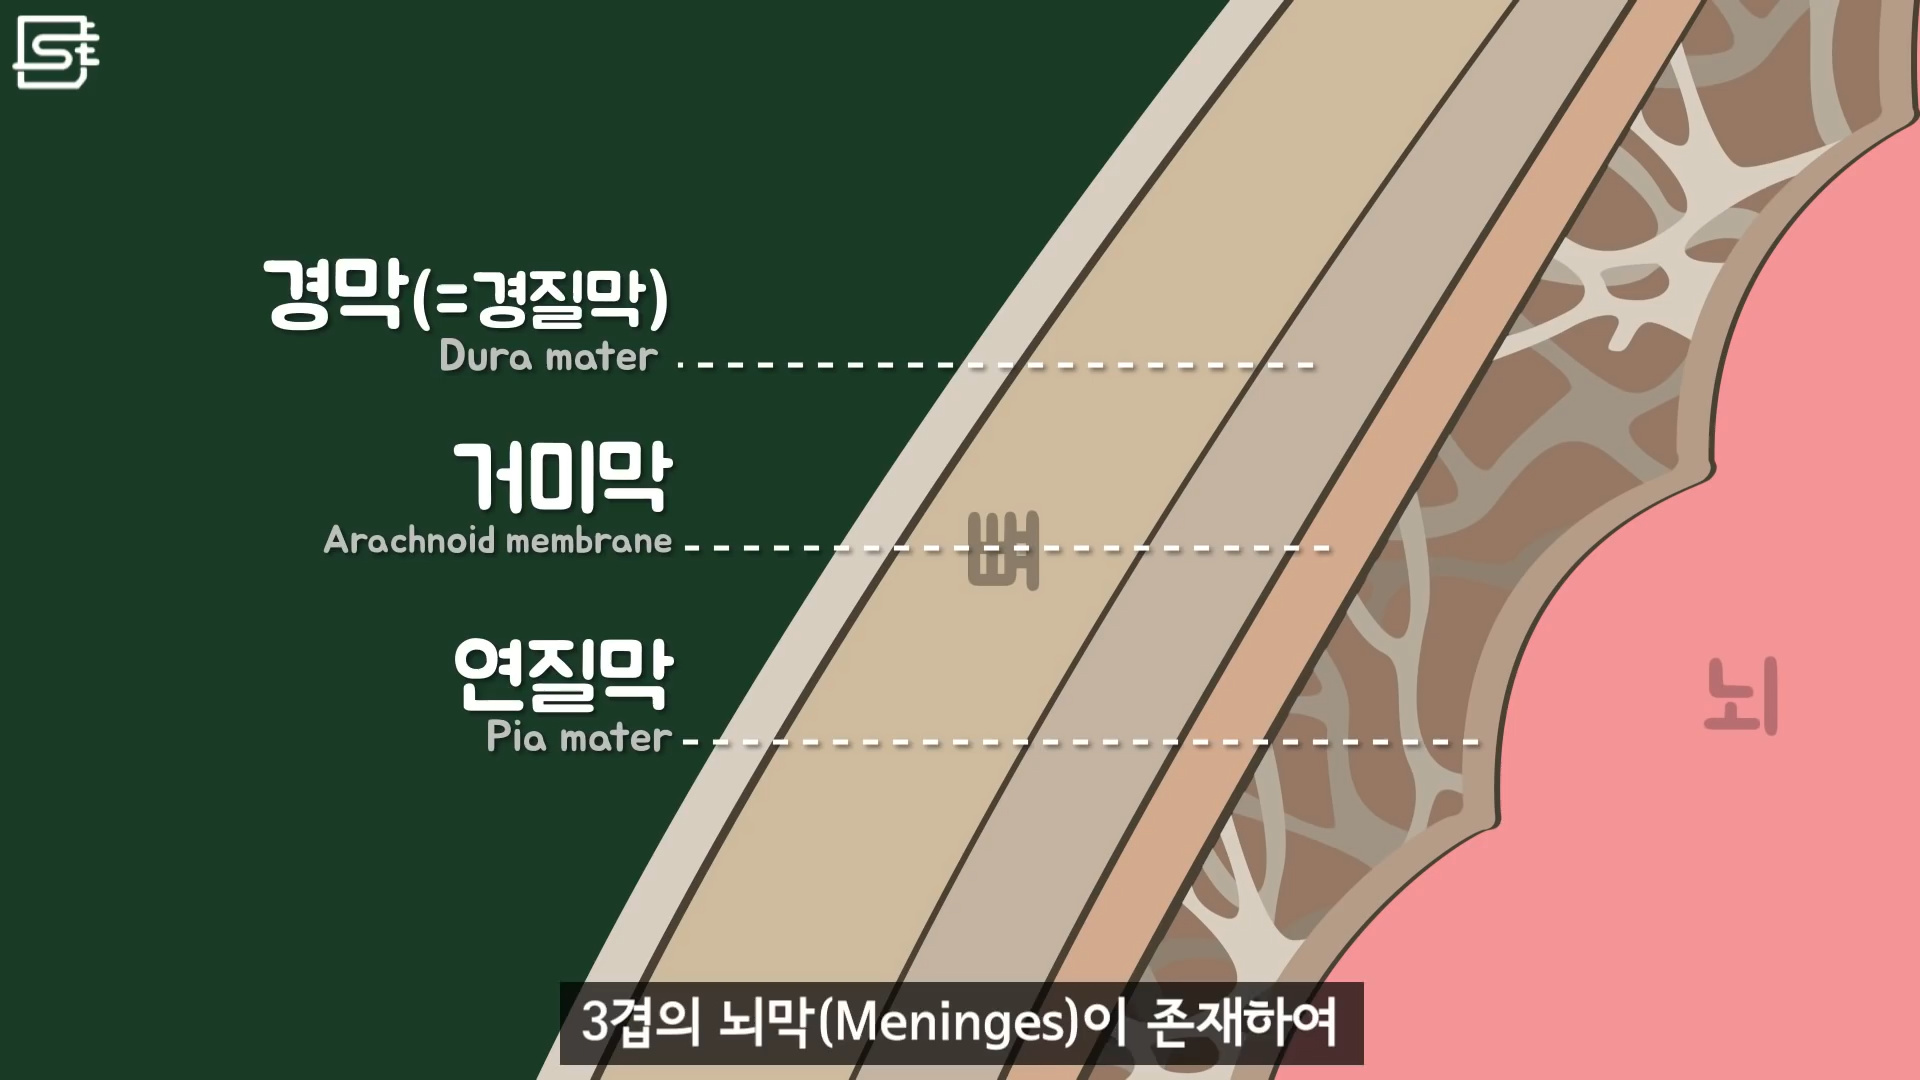 경막(=경질막)
Dura mater
거미막
Arachnoid membrane
연질막
Pia mater
뼈
뇌
3겹의 뇌막(Meninges)이 존재하여